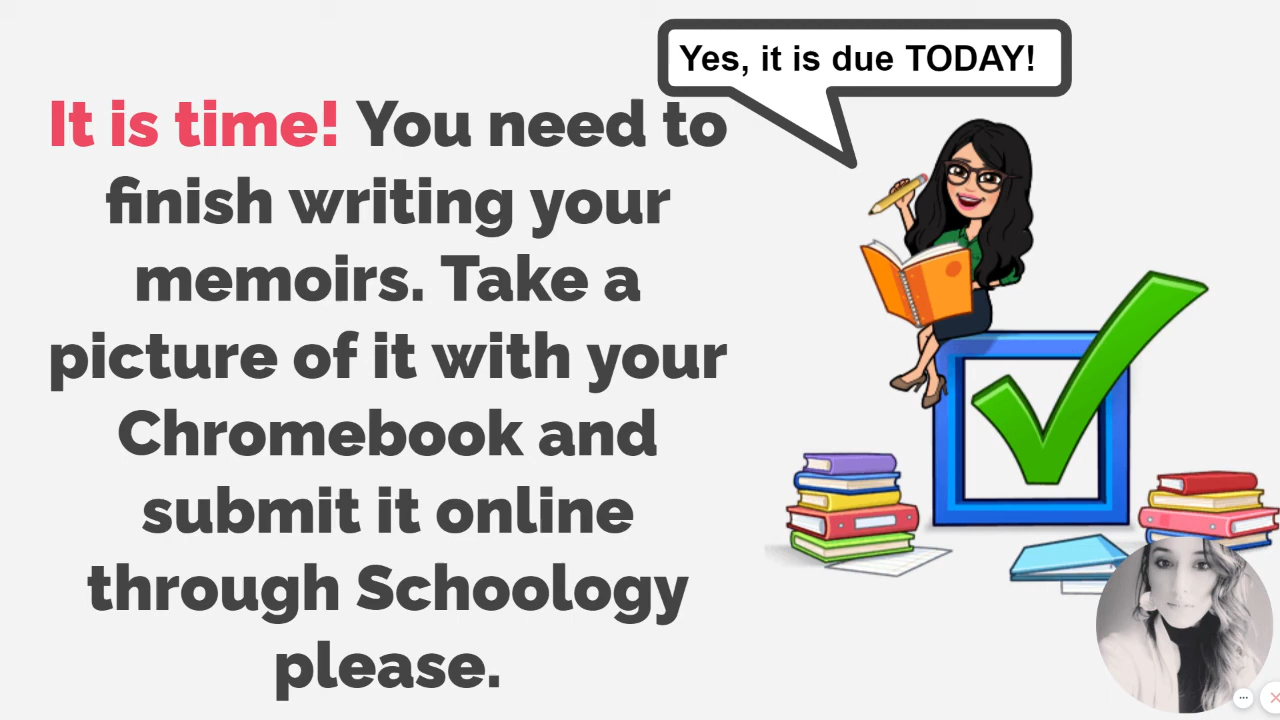 Yes, it is due TODAY!
It is time! You need to
finish writing your
memoirs. Take a
picture of it with your
Chromebook and
submit it online
through Schoology
please.